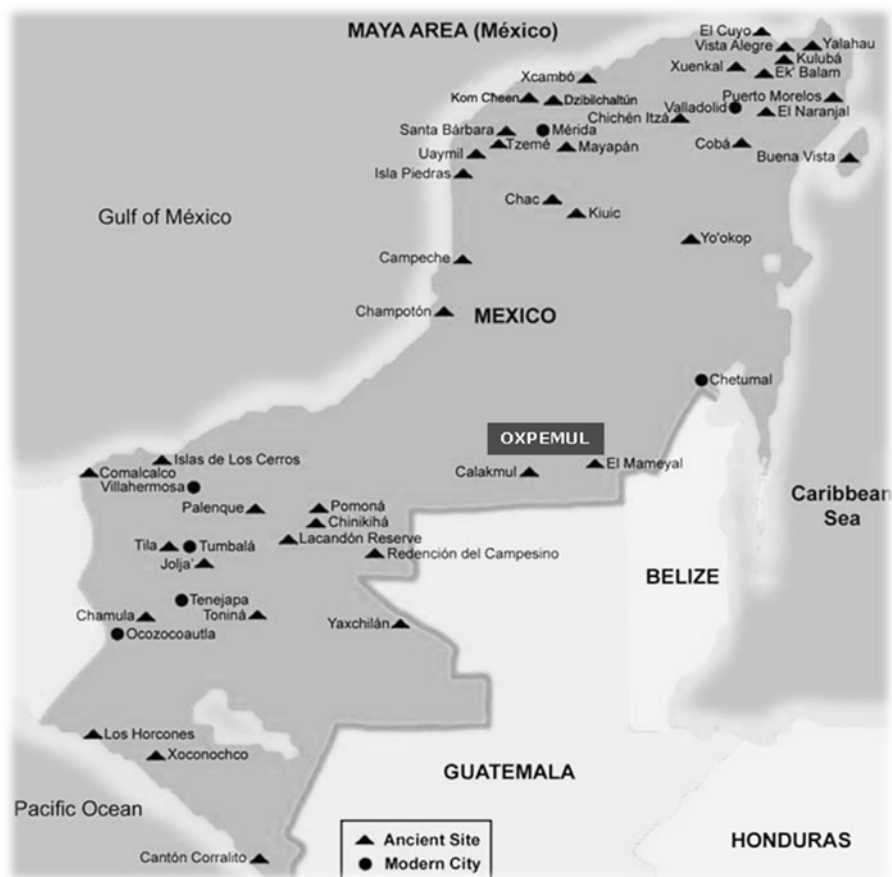 MAYA AREA (México)
El Cuyo
Vista Alegre
Yalahau
Kulubá
Xuenkal
Ek' Balam
Xcambó
Kom Cheen
Dzibilchaltún
Puerto Morelos
Valladolid
El Naranjal
Chichén Itzá
Santa Bárbara
Mérida
Tzemé
Mayapán
Cobá
Uaymil
Buena Vista
Isla Piedras
Chac
Kiuic
Gulf of México
Yo'okop
Campeche
Champotón
MEXICO
Chetumal
OXPEMUL
Islas de Los Cerros
El Mameyal
Calakmul
Comalcalco
Villahermosa
Caribbean
Sea
Palenque
Pomoná
Chinikihá
Lacandón Reserve
Tila
Tumbalá
Redención del Campesino
Jolja'
BELIZE
Tenejapa
Chamula
Toniná
Yaxchilán
Ocozocoautla
Los Horcones
Xoconochco
GUATEMALA
Pacific Ocean
HONDURAS
Ancient Site
Modern City
Cantón Corralito